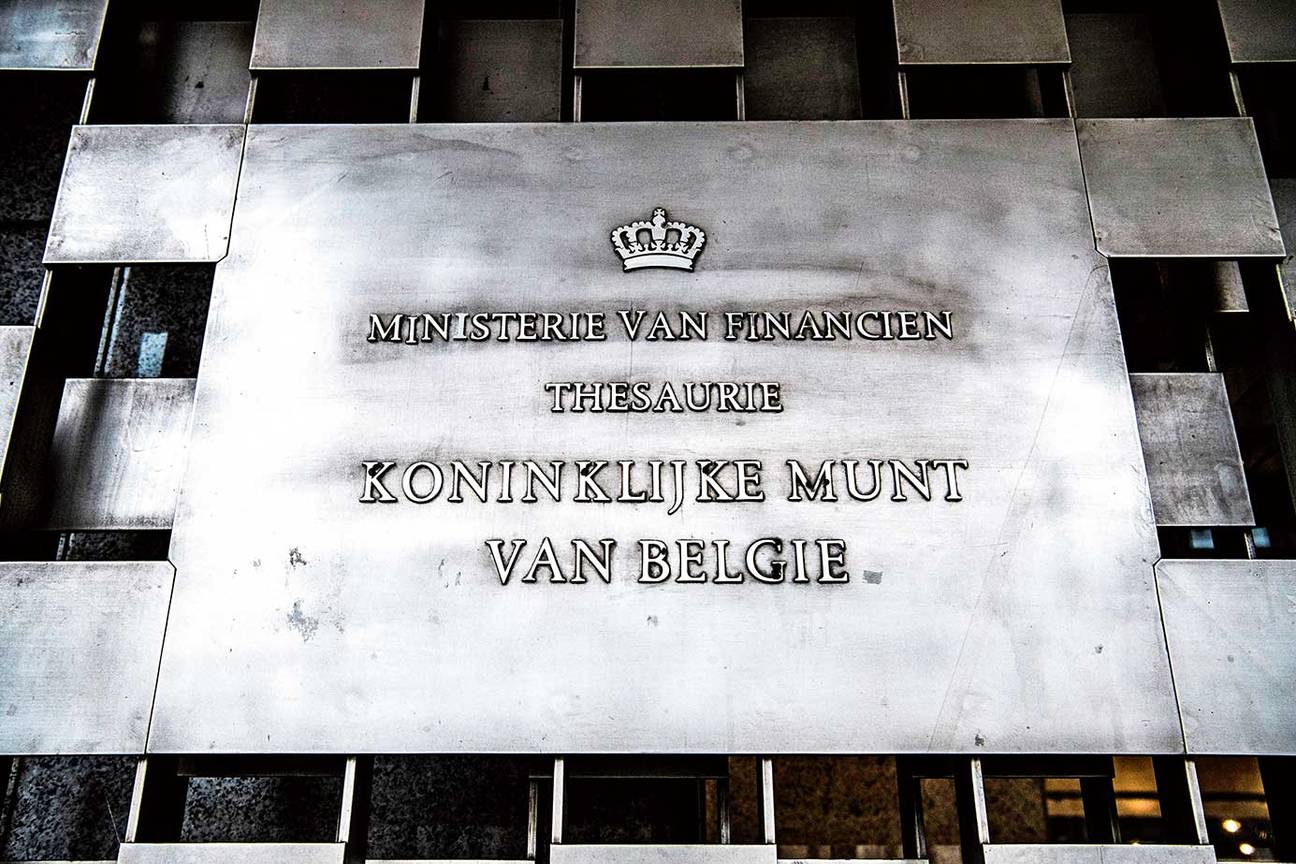 MINISTERIE VAN FINANCIEN
THESAURIE
KONINKLIJKE MUNT
VAN BELGIE